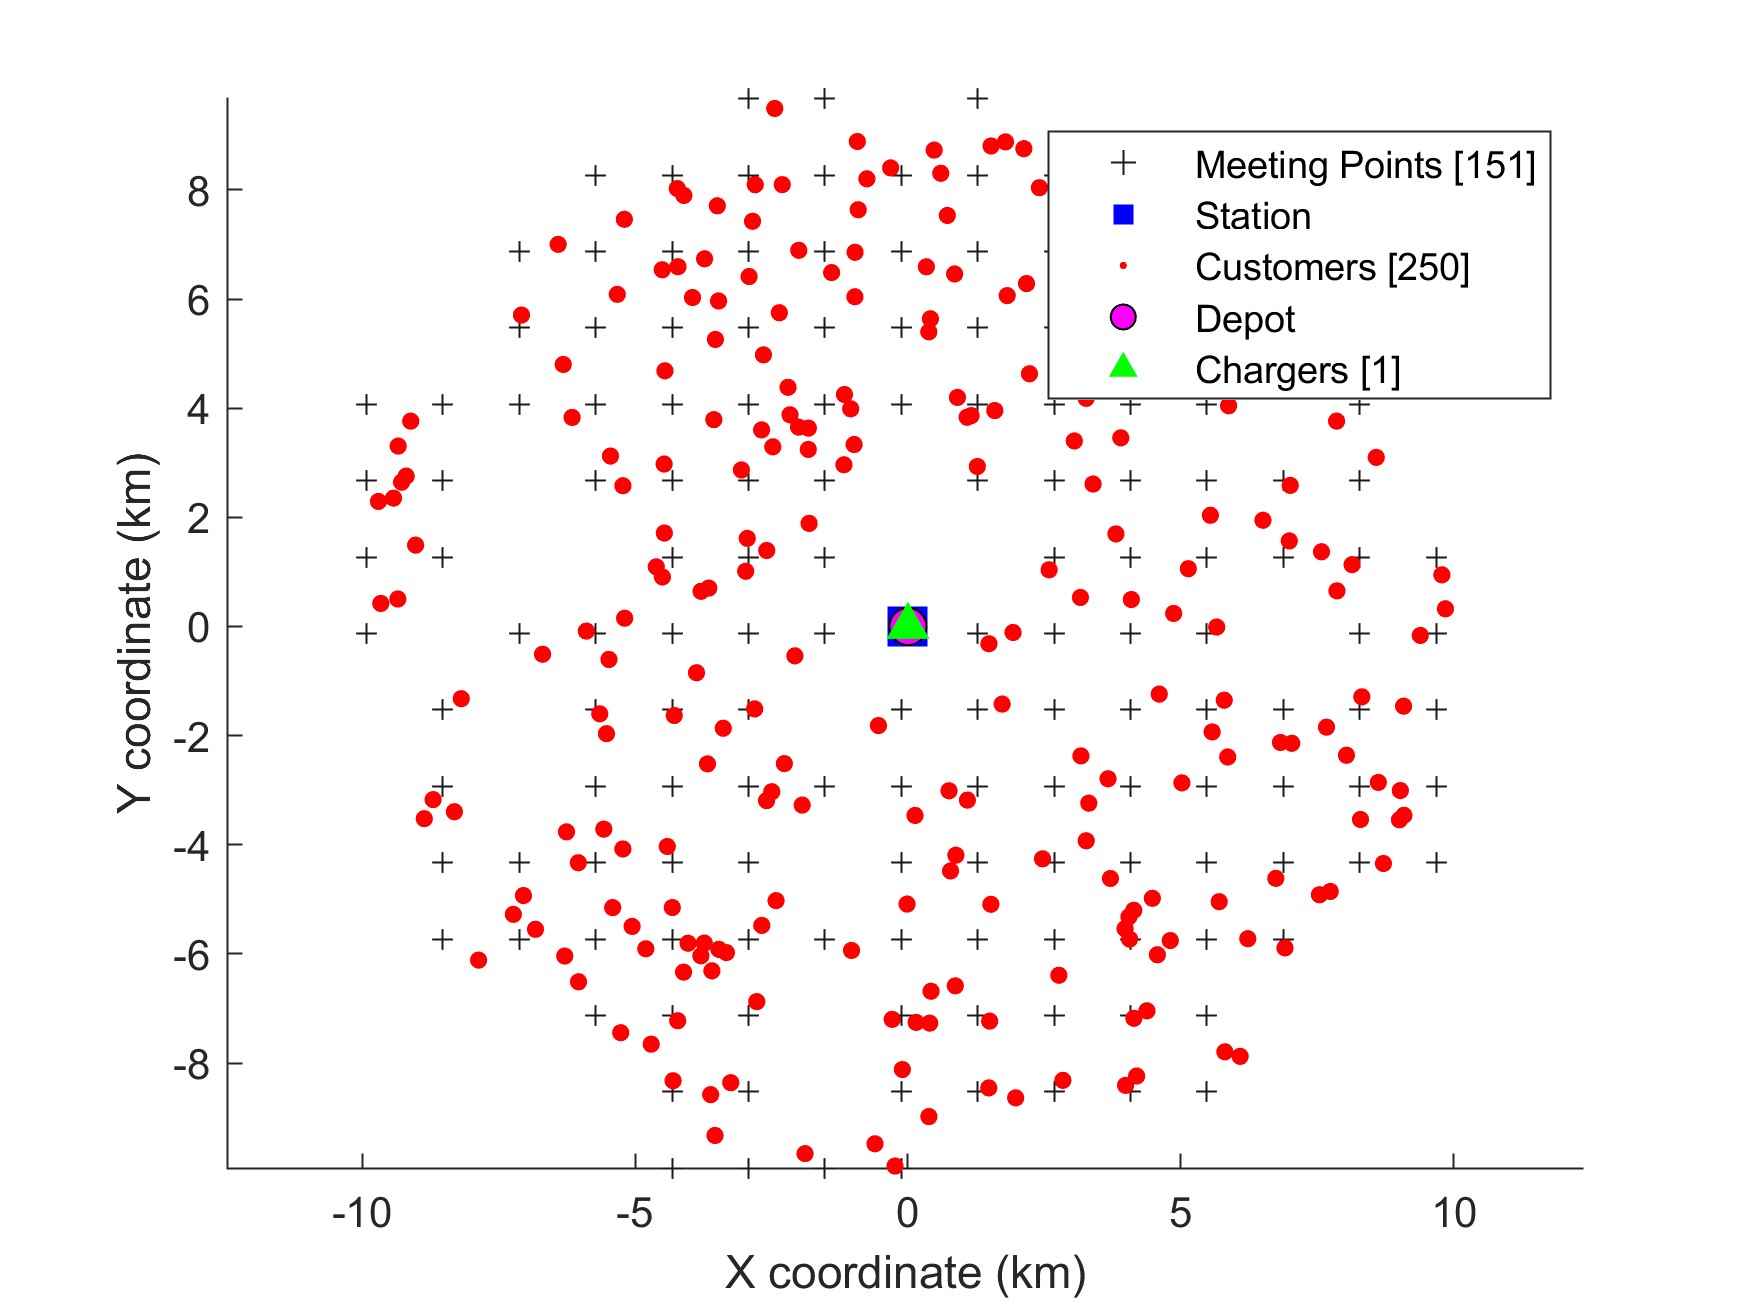 Meeting Points [151]
Station
Customers [250]
Depot
Chargers [1]
8
6
4
2
0
-2
-4
-6
-8
Y coordinate (km)
-10 -5 0 5 10
X coordinate (km)